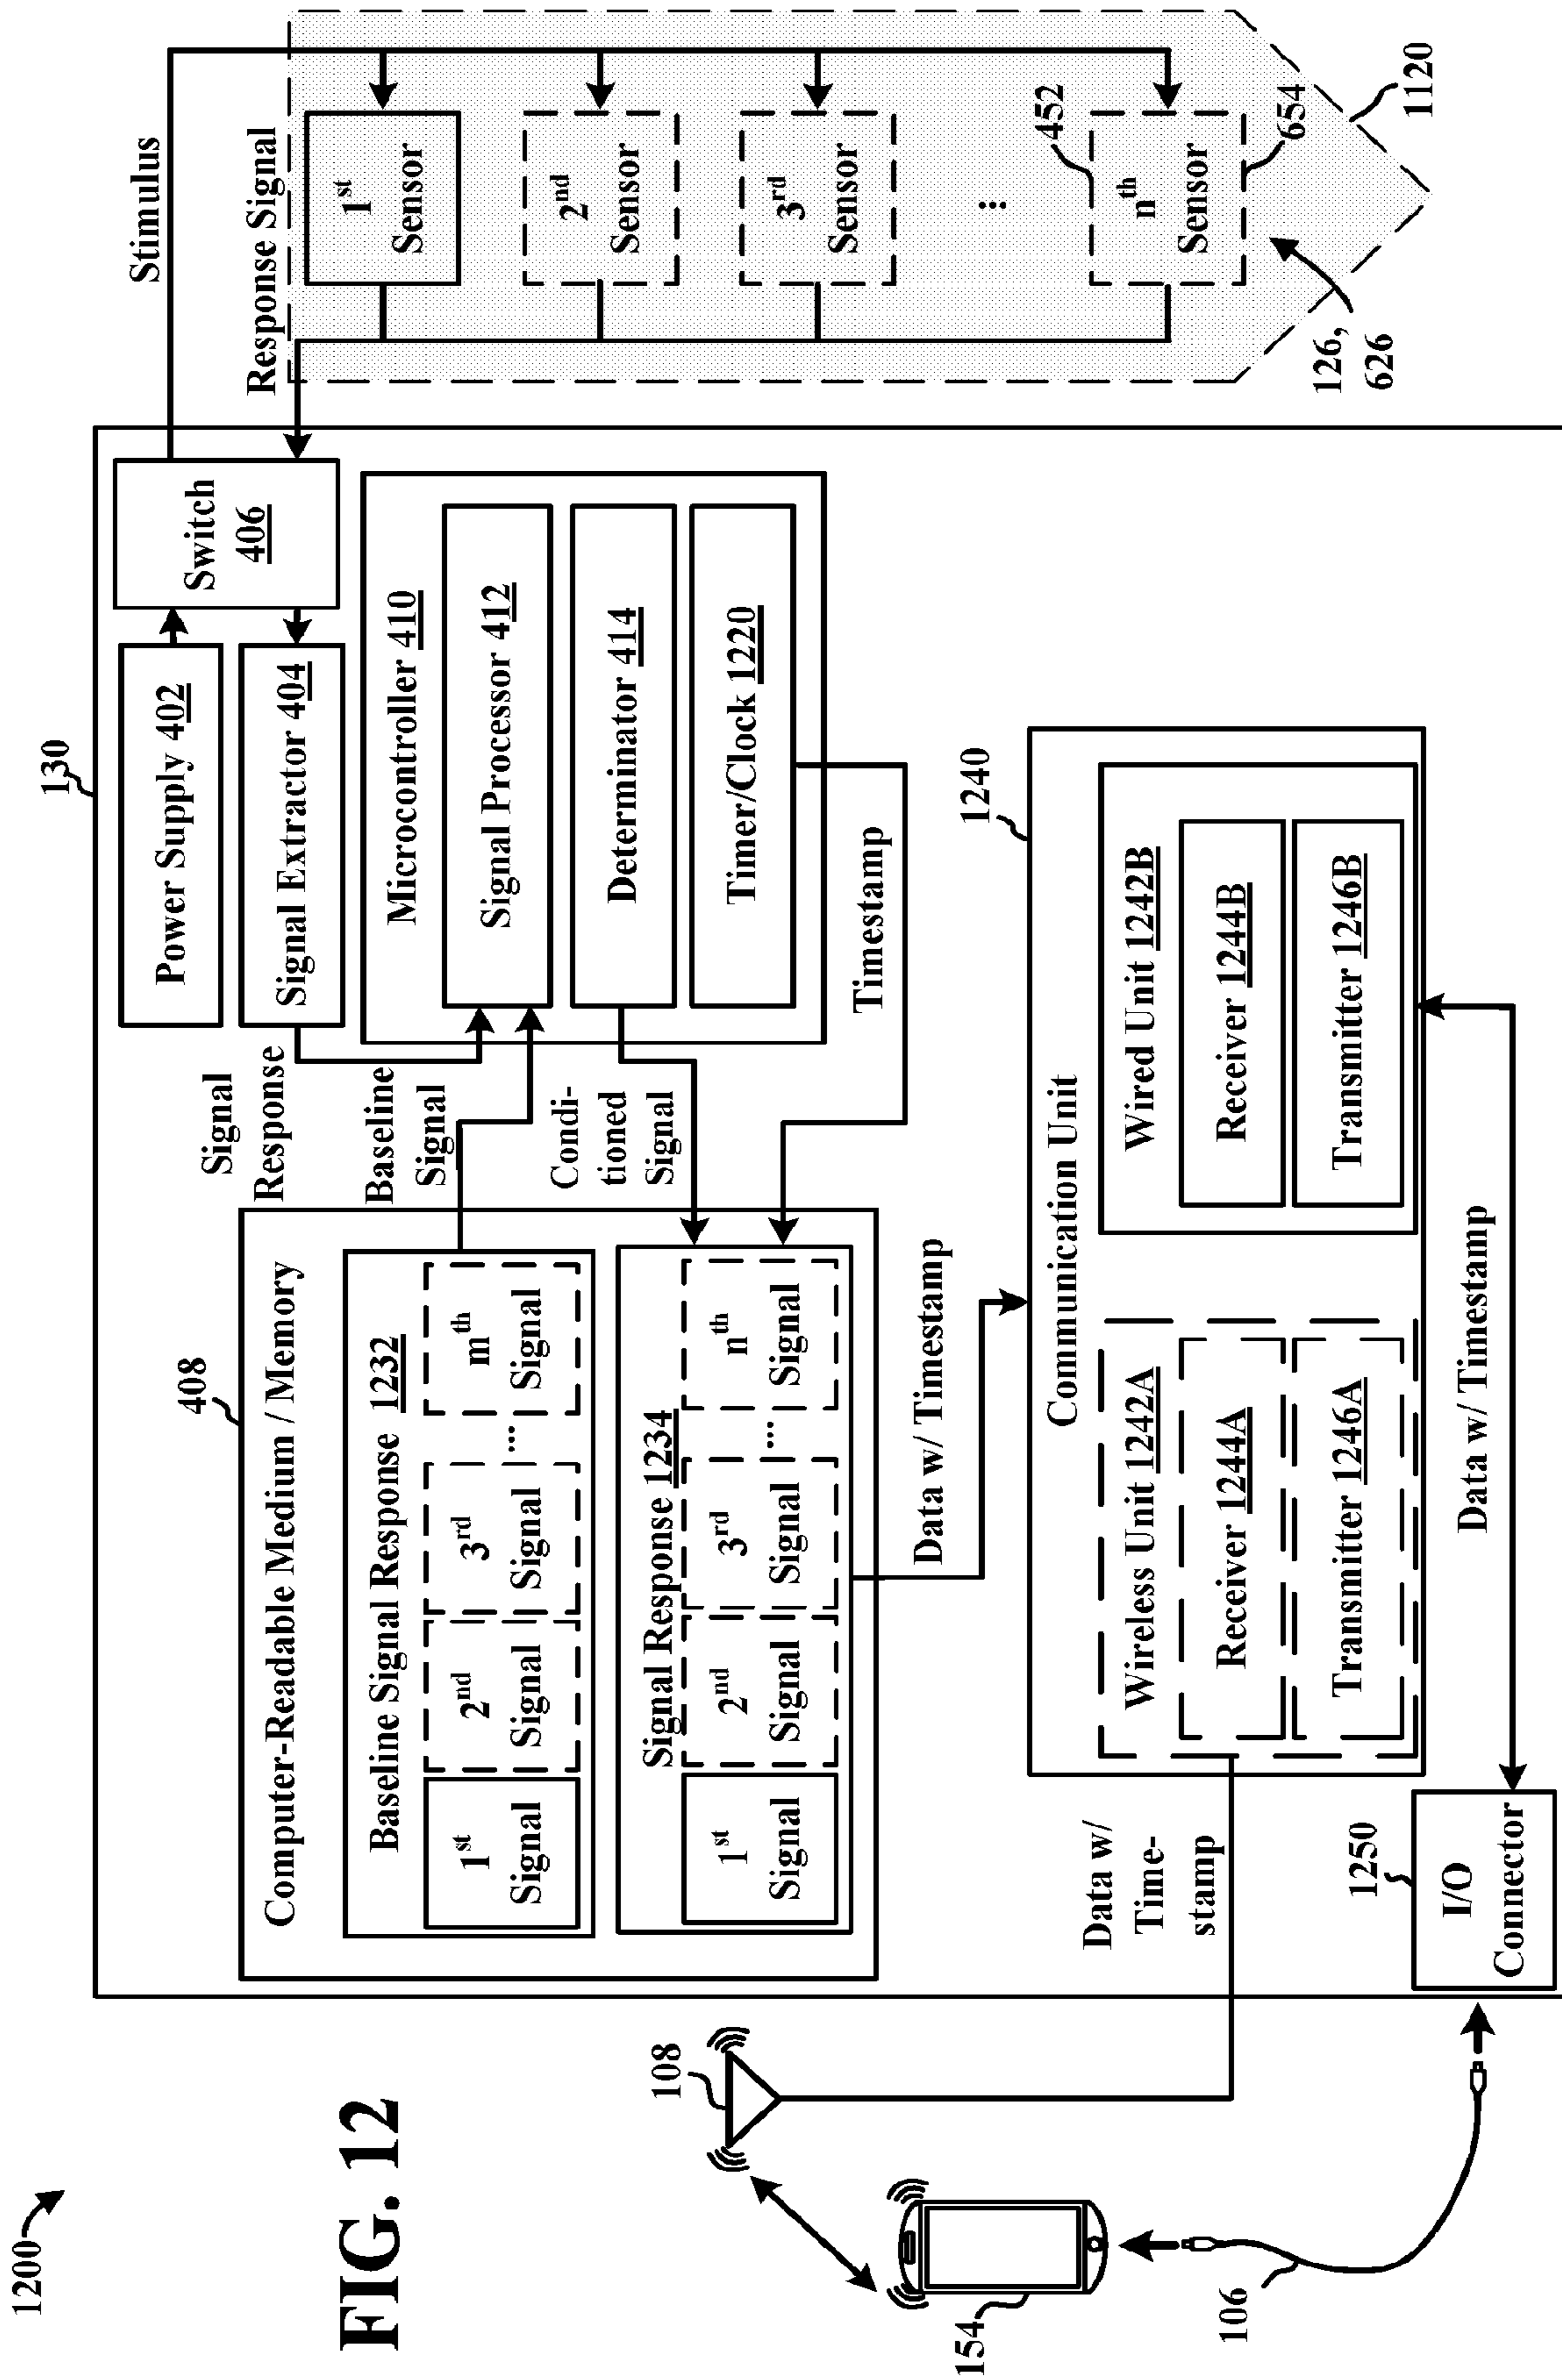 1200
FIG. 12
130
Power Supply 402
Switch
406
Stimulus
Signal Extractor 404
Response Signal
Signal
Response
Microcontroller 410
Signal Processor 412
Determinator 414
Timer/Clock 1220
Baseline
Signal
Condi-
tioned
Signal
Timestamp
408
Computer-Readable Medium / Memory
Baseline Signal Response 1232
1st
Signal
2nd
Signal
3rd
Signal
...
mth
Signal
Signal Response 1234
1st
Signal
2nd
Signal
3rd
Signal
...
nth
Signal
Data w/ Timestamp
1st
Sensor
2nd
Sensor
3rd
Sensor
...
nth
Sensor
452
654
126,
626
1120
1240
Communication Unit
Wireless Unit 1242A
Receiver 1244A
Transmitter 1246A
Wired Unit 1242B
Receiver 1244B
Transmitter 1246B
Data w/
Time-
stamp
Data w/ Timestamp
1250
I/O
Connector
108
154
106